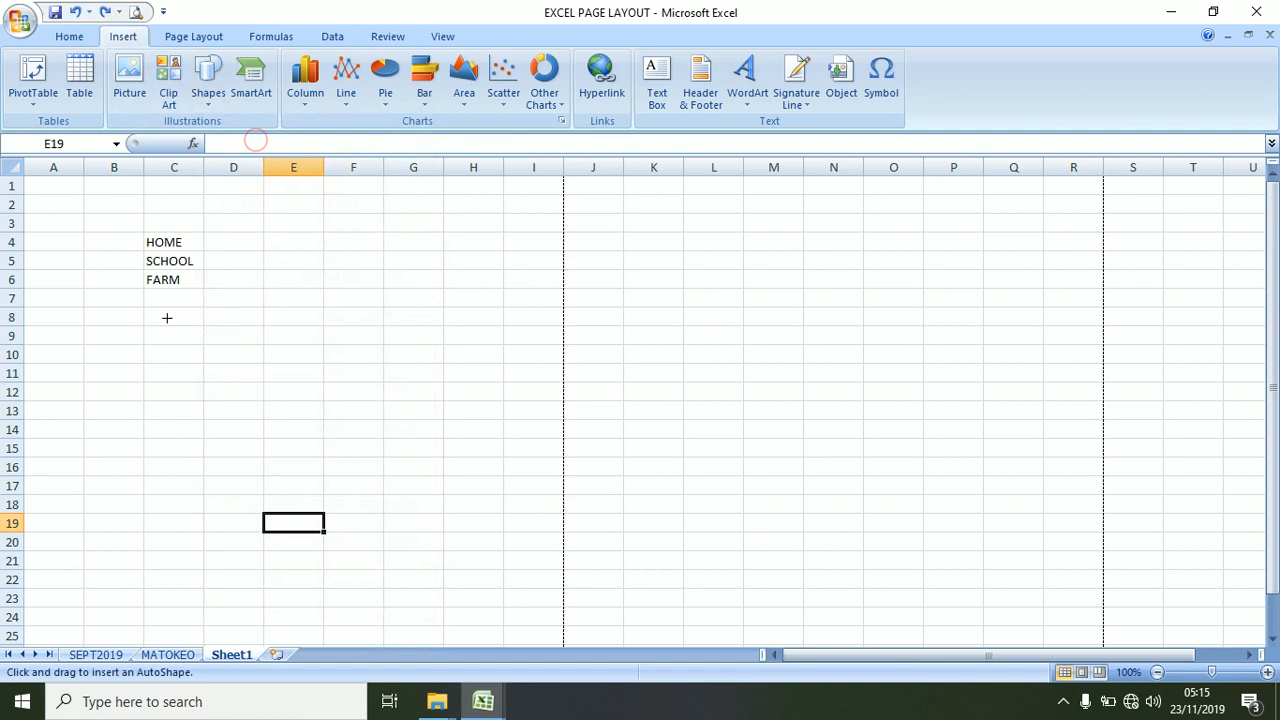 EXCEL PAGE LAYOUT - Microsoft Excel
Home Insert Page Layout Formulas Data Review View
PivotTable Table Picture Clip Art Shapes SmartArt Column Line Pie Bar Area Scatter Other Charts Hyperlink Text Box Header & Footer WordArt Signature Line Object Symbol
Tables Illustrations Charts Links Text
E19 fx
A B C D E F G H I J K L M N O P Q R S T U
1
2
3
4 HOME
5 SCHOOL
6 FARM
7
8
9
10
11
12
13
14
15
16
17
18
19
20
21
22
23
24
25
SEPT2019 MATOKEO Sheet1
Click and drag to insert an AutoShape. 100%
Type here to search 05:15
23/11/2019 3